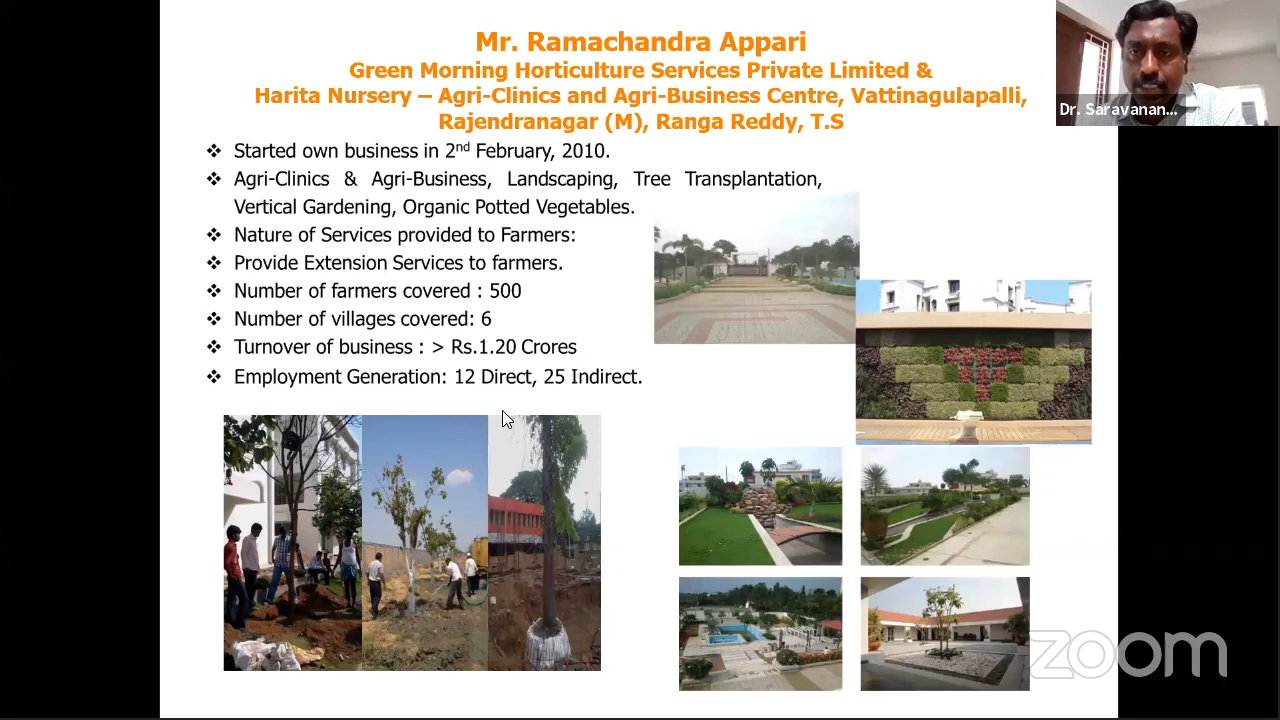 Mr. Ramachandra Appari
Green Morning Horticulture Services Private Limited &
Harita Nursery – Agri-Clinics and Agri-Business Centre, Vattinagulapalli,
Rajendranagar (M), Ranga Reddy, T.S
Dr. Saravanan...
❖ Started own business in 2nd February, 2010.
❖ Agri-Clinics & Agri-Business, Landscaping, Tree Transplantation,
Vertical Gardening, Organic Potted Vegetables.
❖ Nature of Services provided to Farmers:
❖ Provide Extension Services to farmers.
❖ Number of farmers covered : 500
❖ Number of villages covered: 6
❖ Turnover of business : > Rs.1.20 Crores
❖ Employment Generation: 12 Direct, 25 Indirect.
zoom